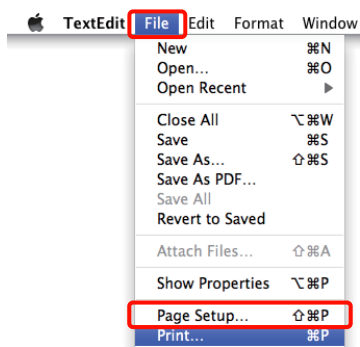 TextEdit File Edit Format Window
New ⌘N
Open... ⌘O
Open Recent ▶
Close All ⌥⌘W
Save ⌘S
Save As... ⇧⌘S
Save As PDF...
Save All
Revert to Saved
Attach Files... ⇧⌘A
Show Properties ⌥⌘P
Page Setup... ⇧⌘P
Print... ⌘P